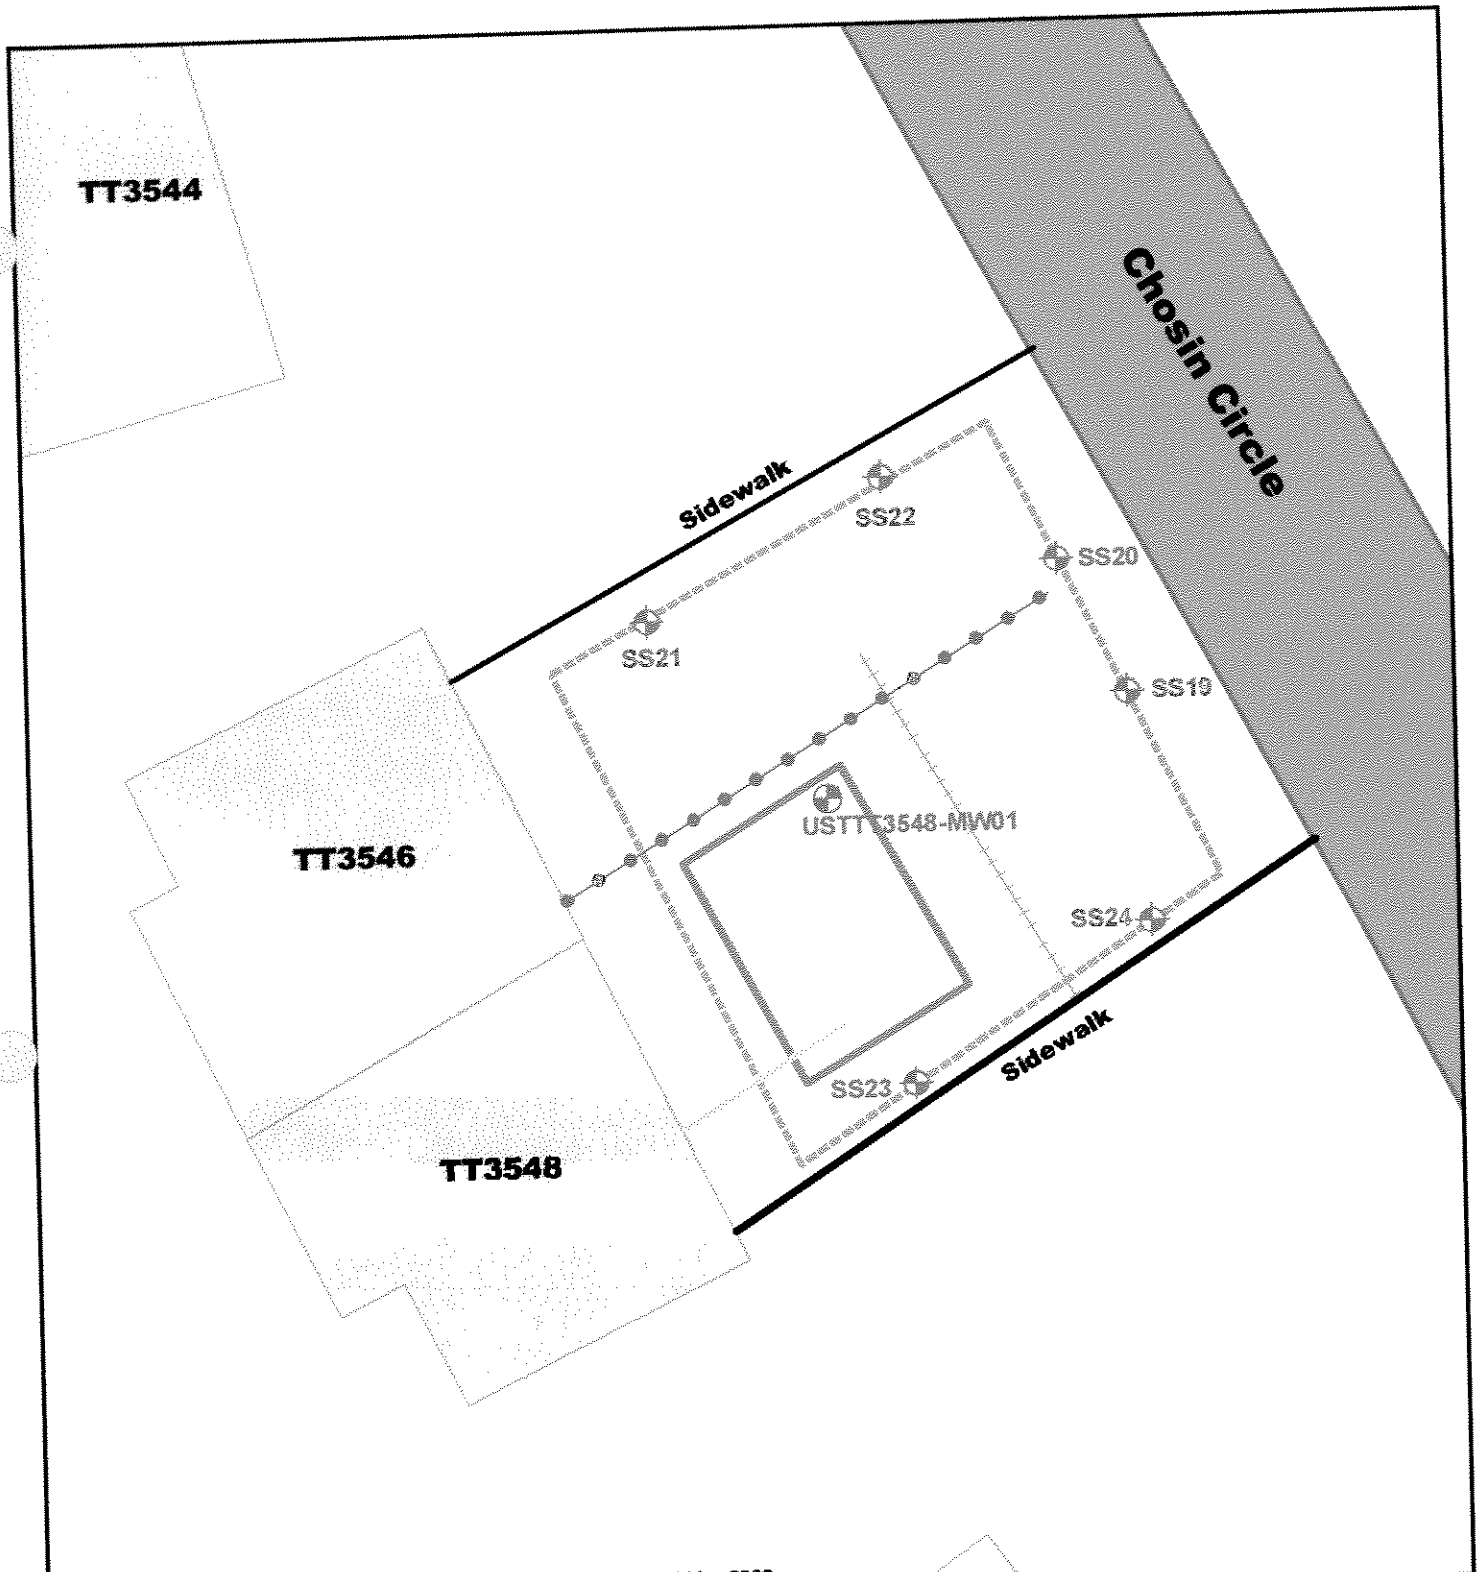 TT3544
Chosin Circle
Sidewalk
SS22
SS20
SS21
SS19
USTTT3548-MW01
TT3546
SS24
Sidewalk
SS23
TT3548